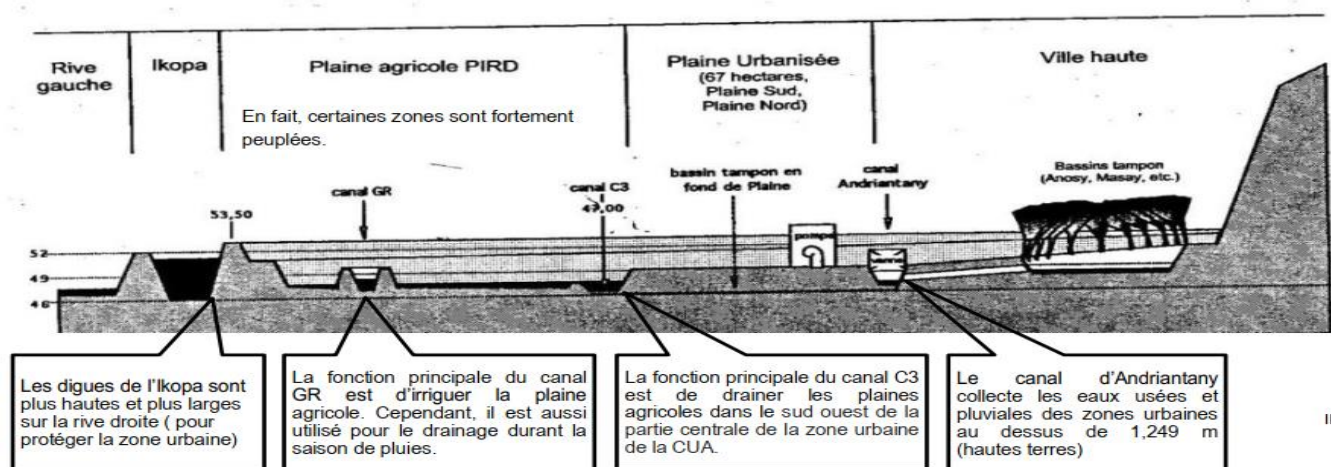 Rive
gauche
Ikopa
Plaine agricole PIRD
En fait, certaines zones sont fortement
peuplées.
Plaine Urbanisée
(67 hectares,
Plaine Sud,
Plaine Nord)
Ville haute
canal GR
canal C3
47,00
bassin tampon en
fond de Plaine
canal
Andriantany
Bassins tampon
(Anosy, Masay, etc.)
53,50
pompe
vanne
52
49
46
Les digues de l'Ikopa sont
plus hautes et plus larges
sur la rive droite ( pour
protéger la zone urbaine)
La fonction principale du canal
GR est d'irriguer la plaine
agricole. Cependant, il est aussi
utilisé pour le drainage durant la
saison de pluies.
La fonction principale du canal C3
est de drainer les plaines
agricoles dans le sud ouest de la
partie centrale de la zone urbaine
de la CUA.
Le canal d'Andriantany
collecte les eaux usées et
pluviales des zones urbaines
au dessus de 1,249 m
(hautes terres)